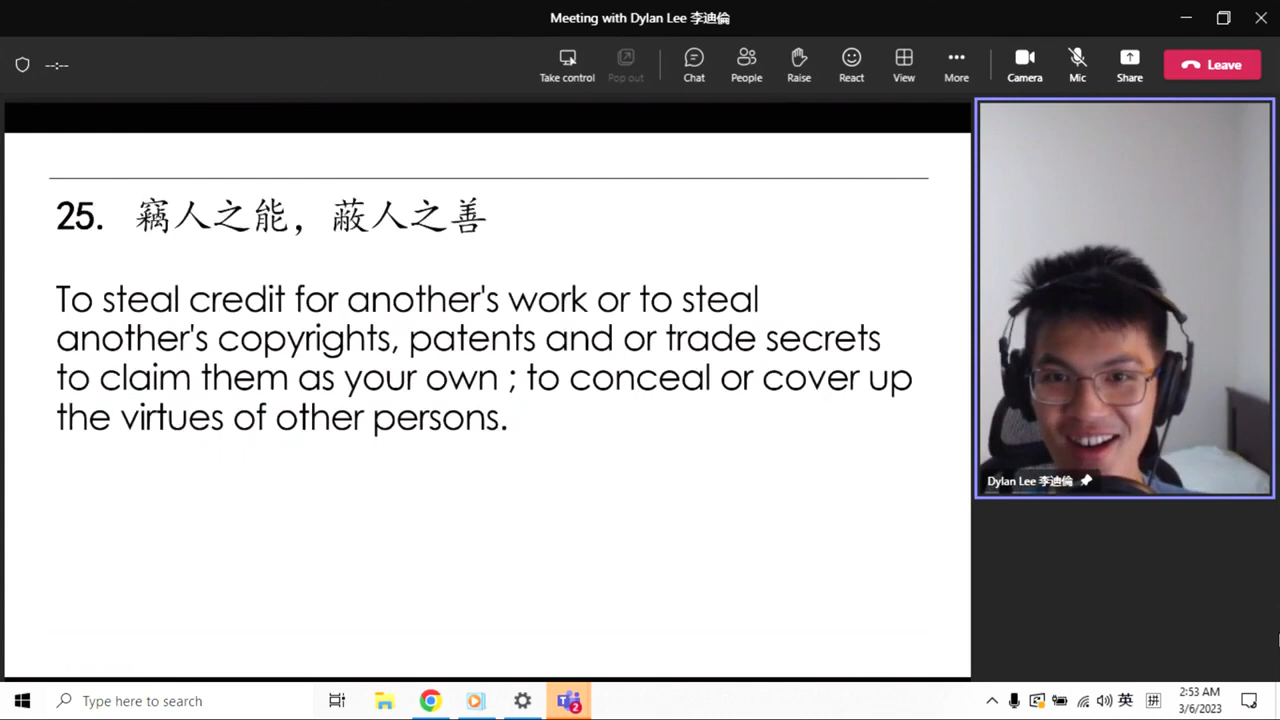 Meeting with Dylan Lee 李迪倫
--:--
Take control
Pop out
Chat
People
Raise
React
View
More
Camera
Mic
Share
Leave
25. 竊人之能，蔽人之善
To steal credit for another's work or to steal
another's copyrights, patents and or trade secrets
to claim them as your own ; to conceal or cover up
the virtues of other persons.
Dylan Lee 李迪倫
Type here to search
2
英
拼
2:53 AM
3/6/2023